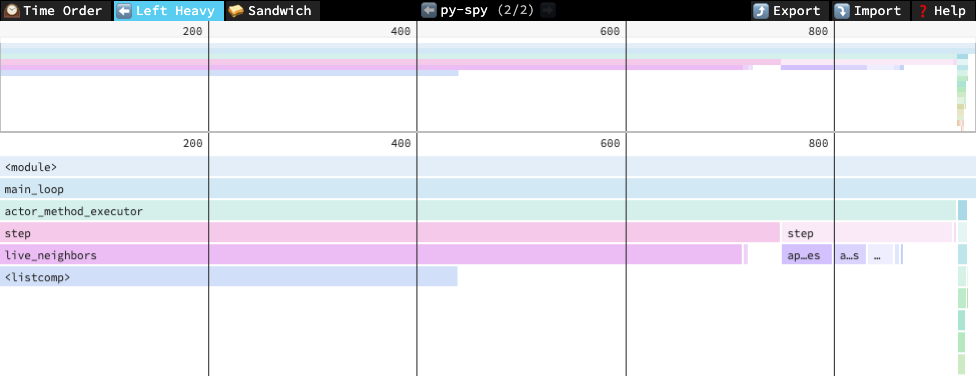 Time Order Left Heavy Sandwich py-spy (2/2) Export Import ? Help
200 400 600 800
200 400 600 800
<module>
main_loop
actor_method_executor
step step
live_neighbors ap…es a…s …
<listcomp>